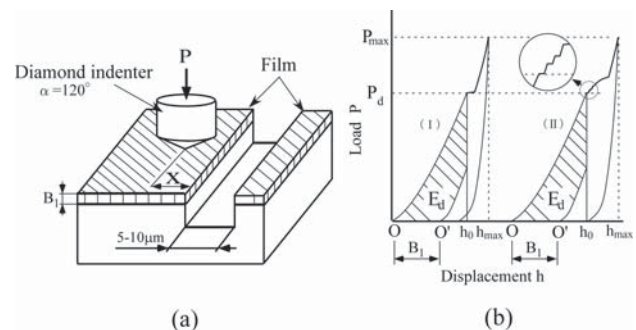 P
Diamond indenter
α=120°
Film
X
B₁
5-10μm
(a)
Load P
Pmax
Pd
(I)
(II)
Ed
Ed
O
O'
h₀
hmax
O
O'
h₀
hmax
B₁
B₁
Displacement h
(b)